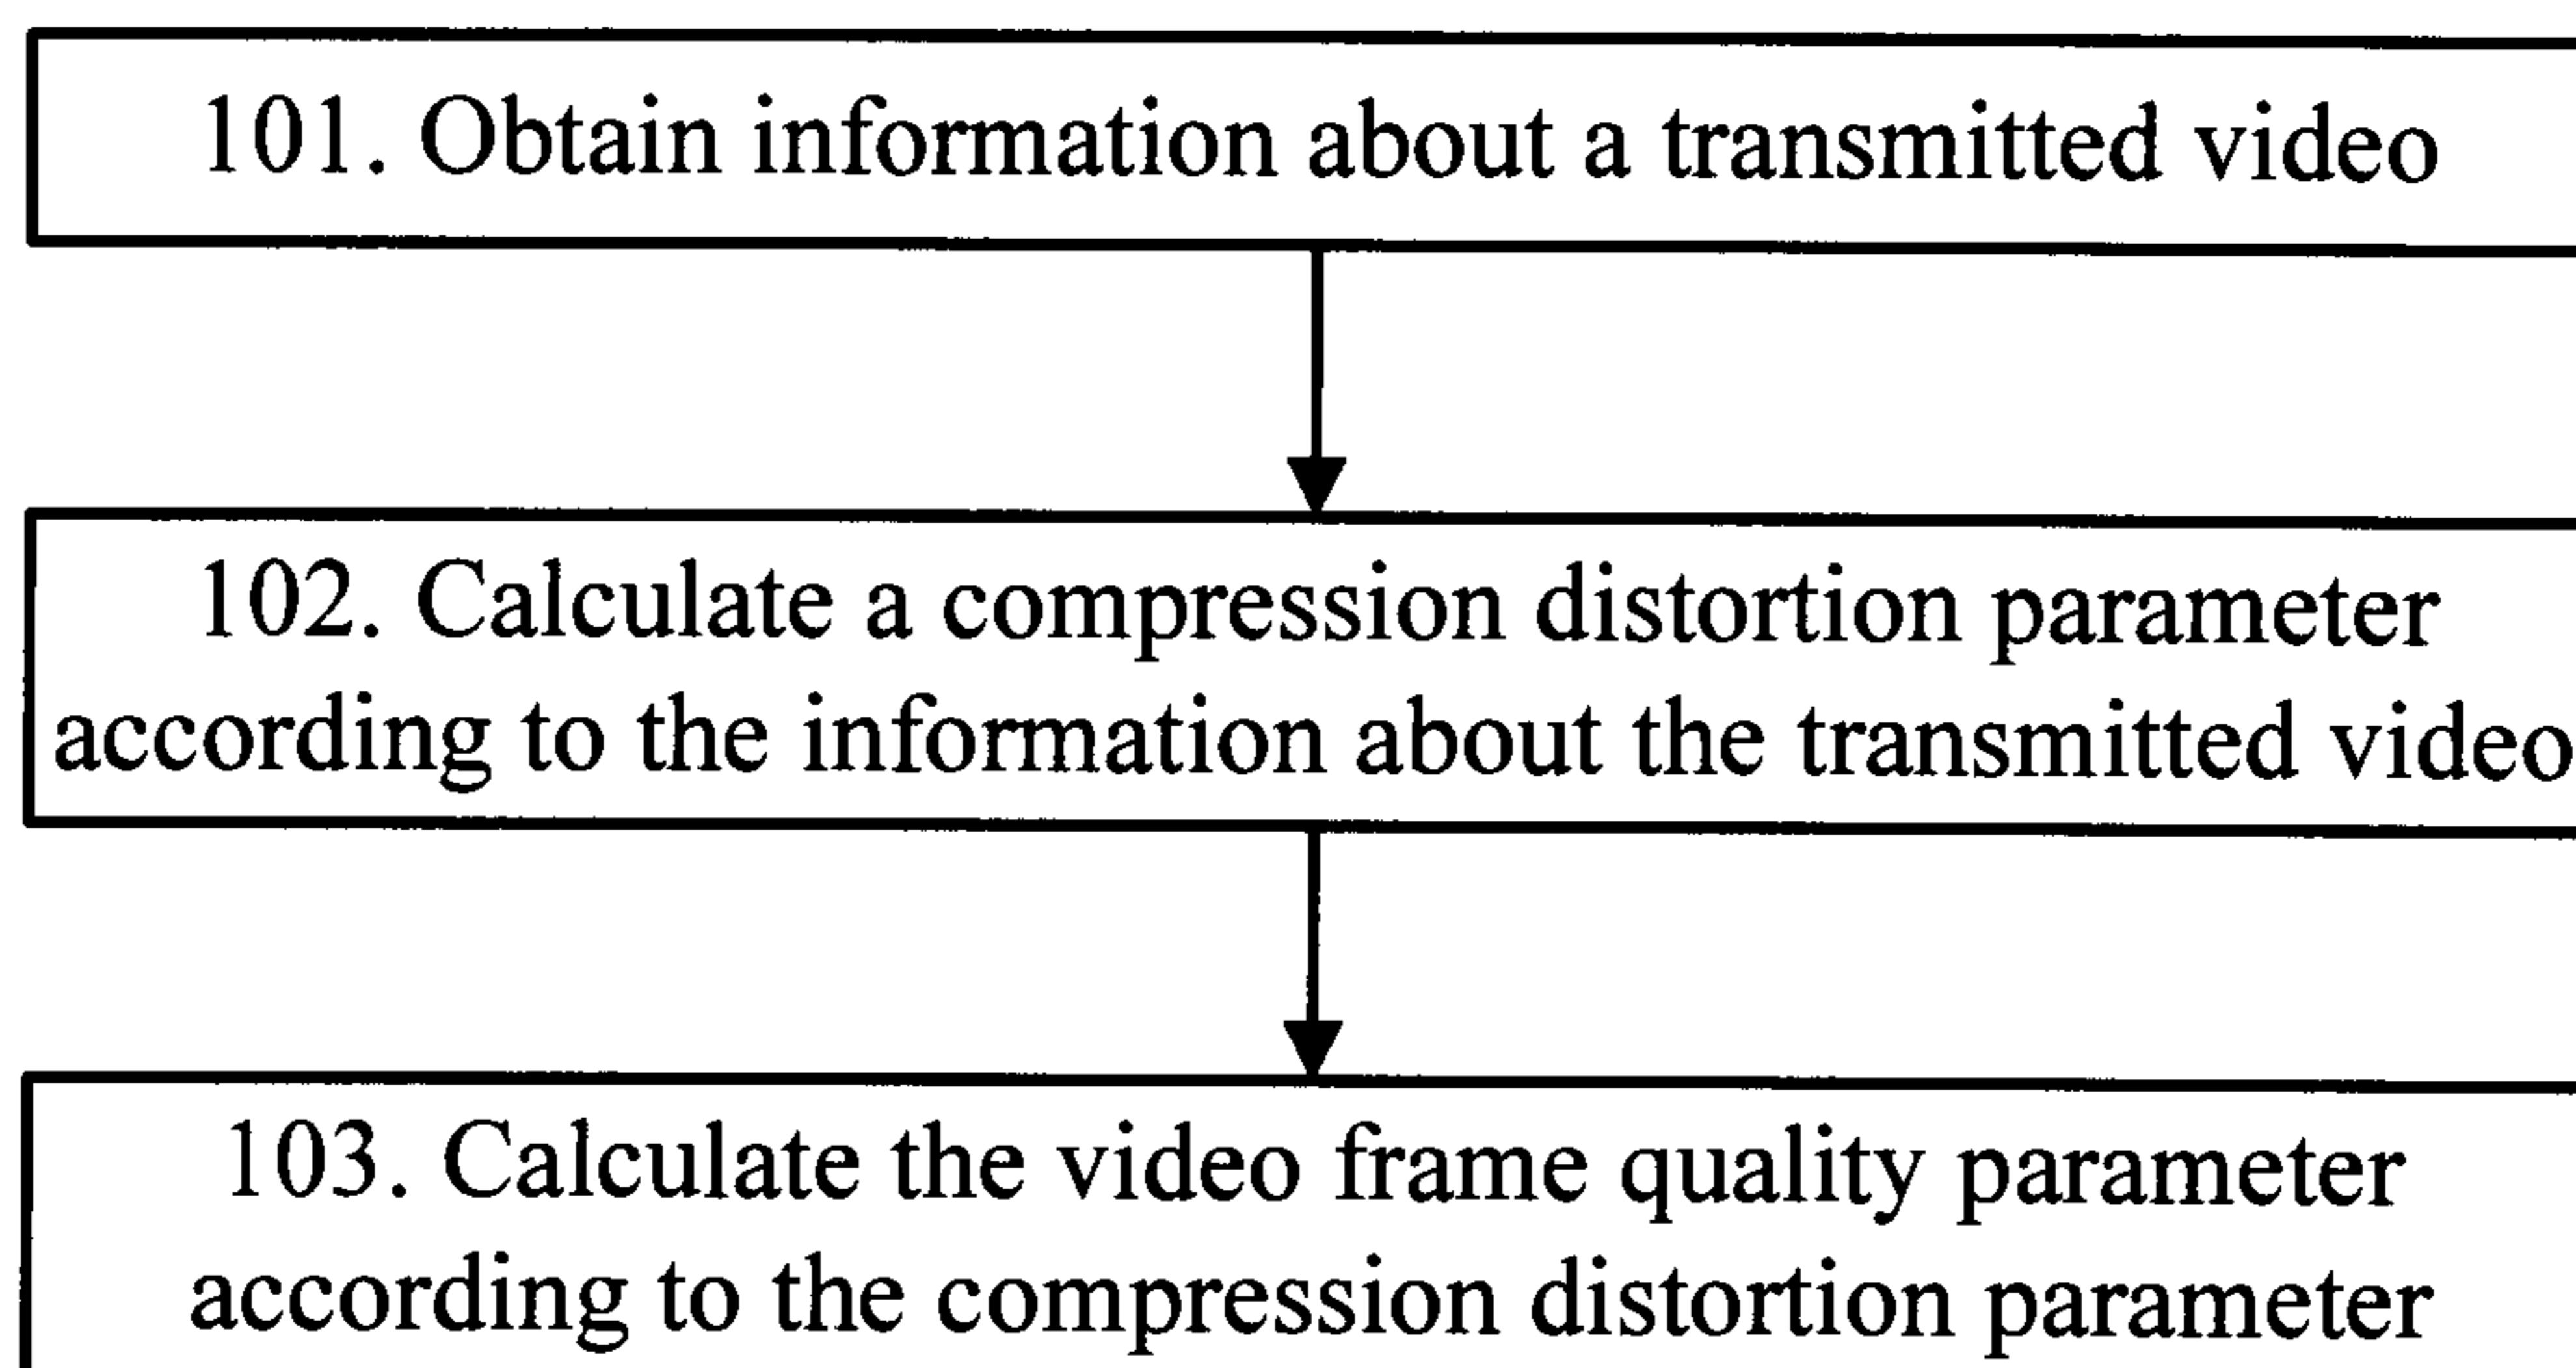 101. Obtain information about a transmitted video
102. Calculate a compression distortion parameter
according to the information about the transmitted video
103. Calculate the video frame quality parameter
according to the compression distortion parameter